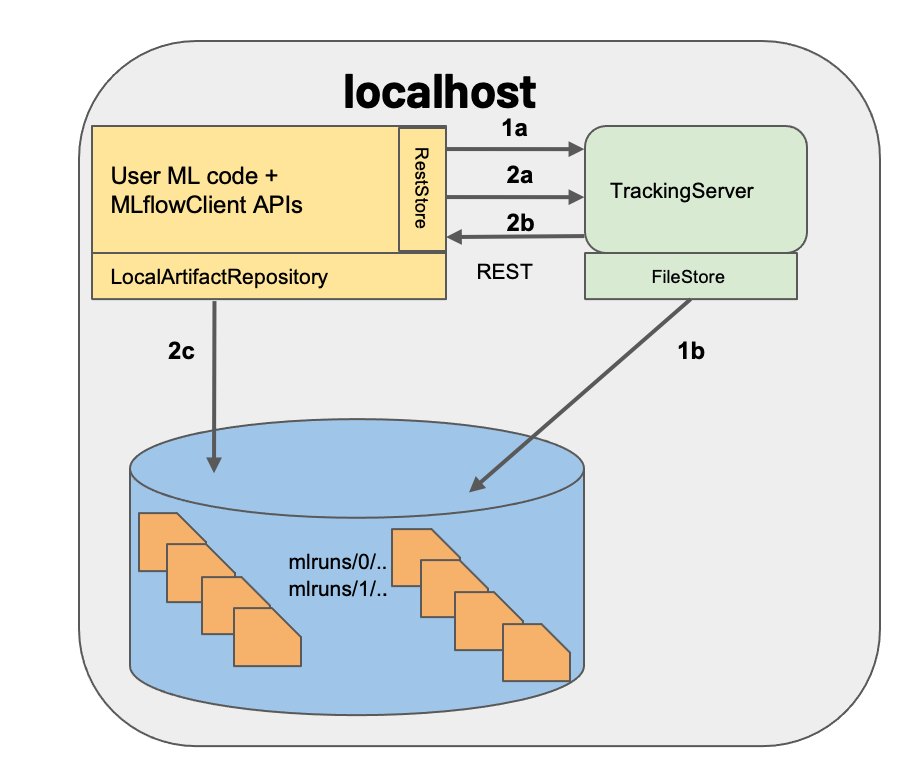 localhost
1a
User ML code +
MLflowClient APIs
RestStore
2a
TrackingServer
2b
REST
LocalArtifactRepository
FileStore
2c
1b
mlruns/0/..
mlruns/1/..